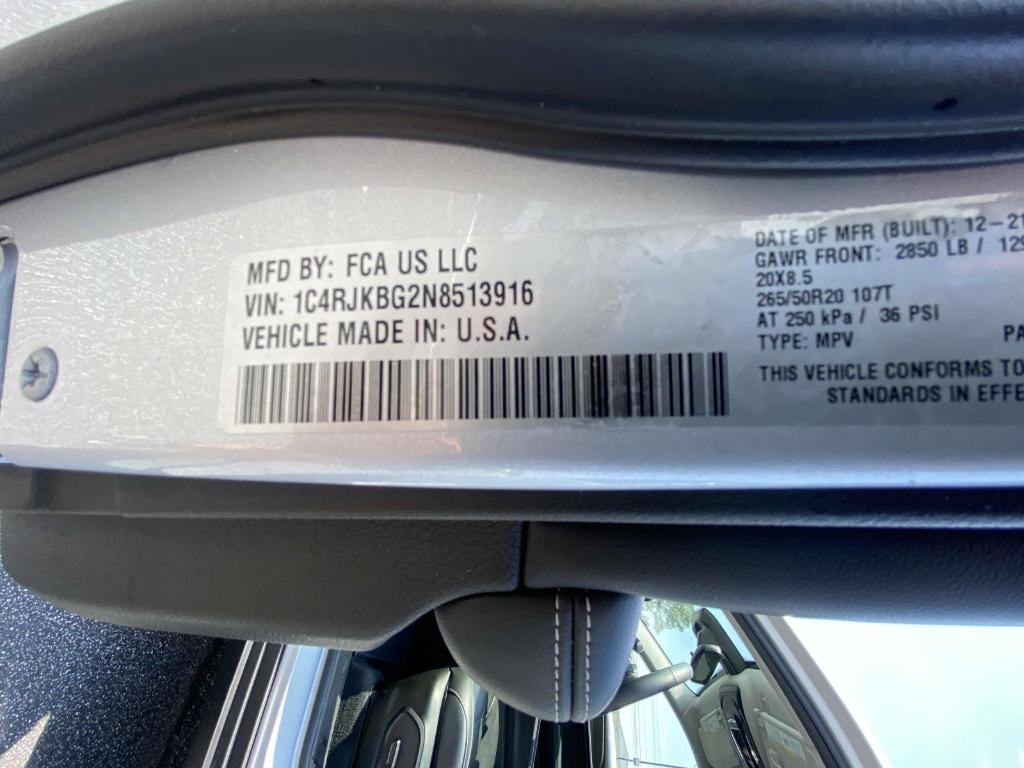 MFD BY: FCA US LLC
VIN: 1C4RJKBG2N8513916
VEHICLE MADE IN: U.S.A.
DATE OF MFR (BUILT): 12-21
GAWR FRONT: 2850 LB / 129
20X8.5
265/50R20 107T
AT 250 kPa / 36 PSI
TYPE: MPV PA
THIS VEHICLE CONFORMS TO
STANDARDS IN EFFE